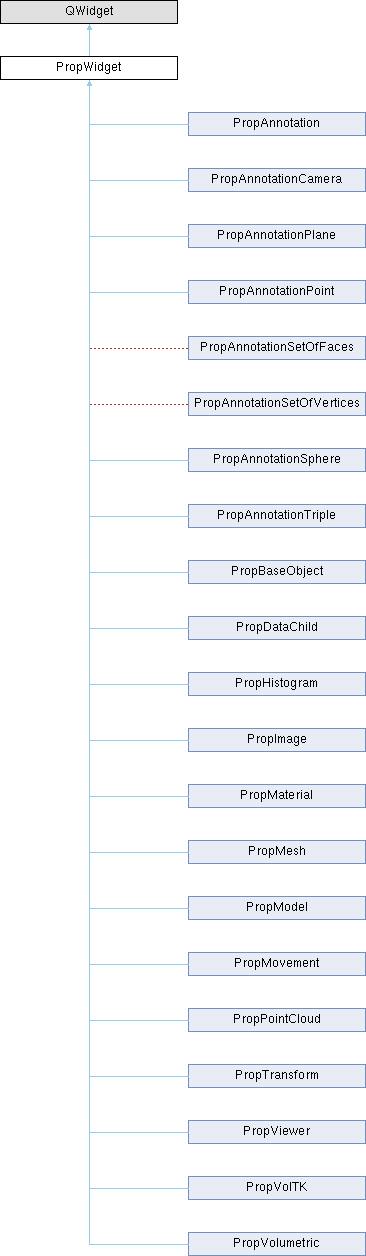 QWidget
PropWidget
PropAnnotation
PropAnnotationCamera
PropAnnotationPlane
PropAnnotationPoint
PropAnnotationSetOfFaces
PropAnnotationSetOfVertices
PropAnnotationSphere
PropAnnotationTriple
PropBaseObject
PropDataChild
PropHistogram
PropImage
PropMaterial
PropMesh
PropModel
PropMovement
PropPointCloud
PropTransform
PropViewer
PropVolTK
PropVolumetric